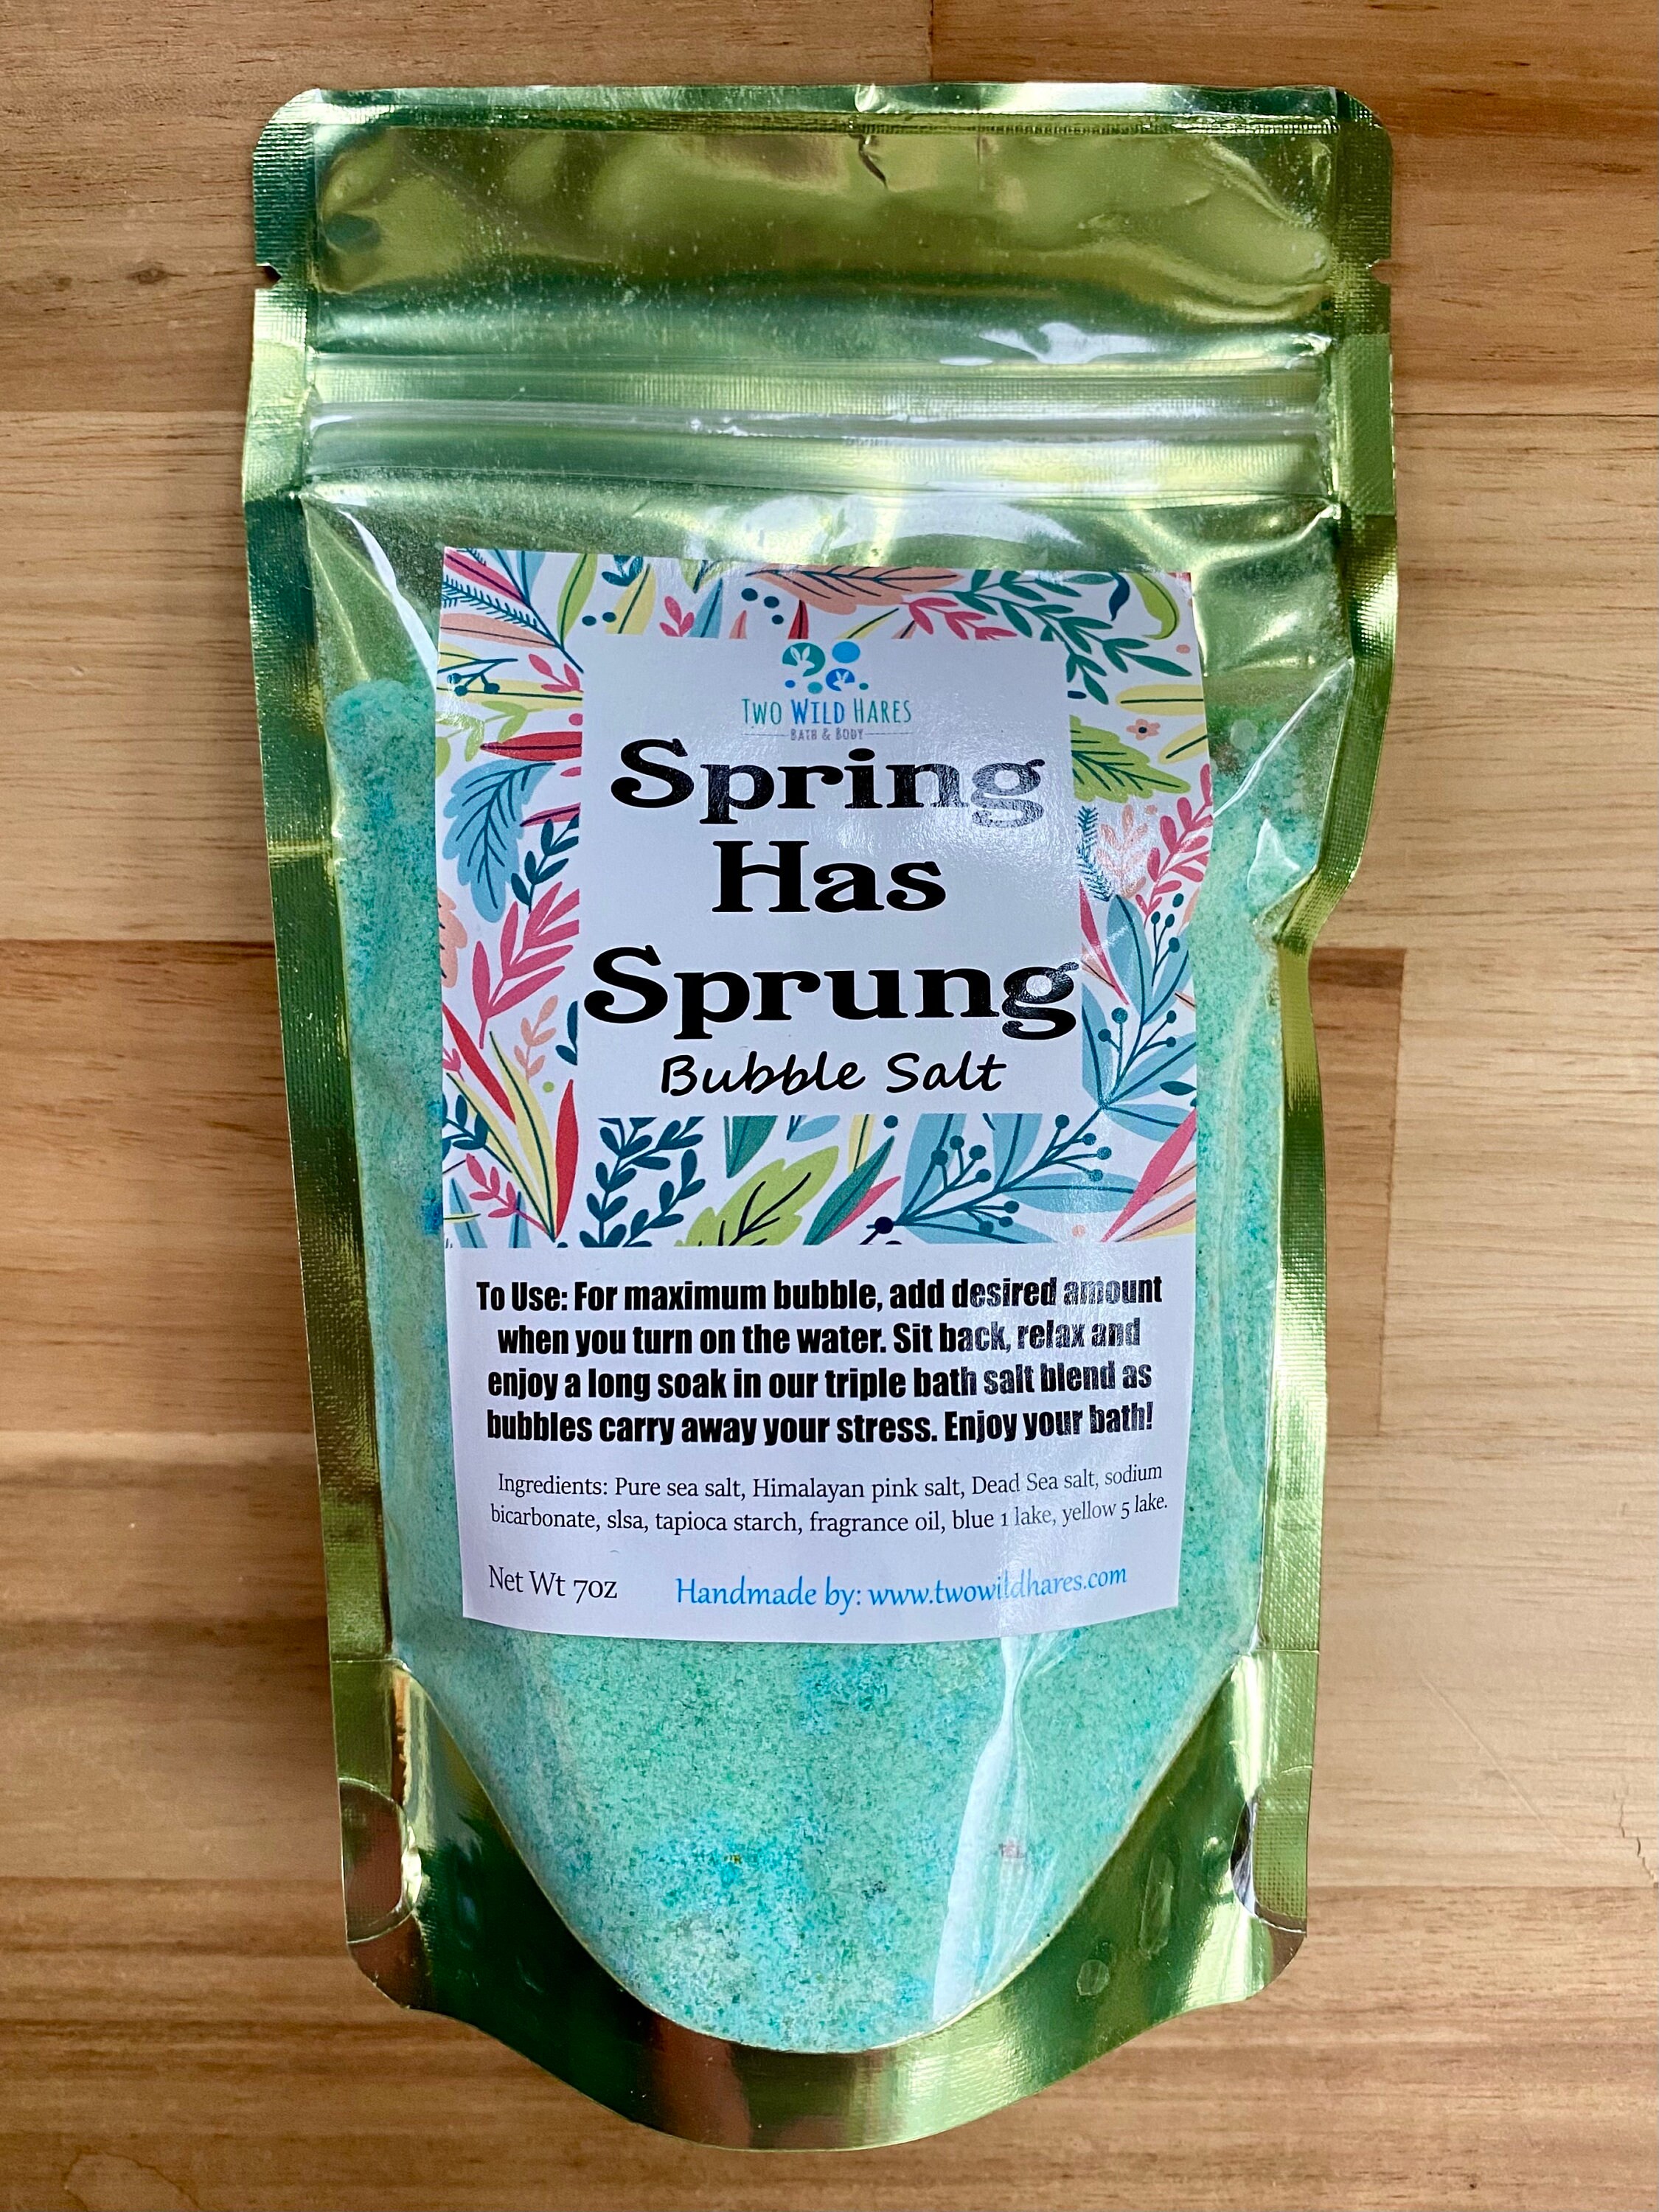 TWO WILD HARES
BATH & BODY
Spring
Has
Sprung
Bubble Salt
To Use: For maximum bubble, add desired amount
when you turn on the water. Sit back, relax and
enjoy a long soak in our triple bath salt blend as
bubbles carry away your stress. Enjoy your bath!
Ingredients: Pure sea salt, Himalayan pink salt, Dead Sea salt, sodium
bicarbonate, slsa, tapioca starch, fragrance oil, blue 1 lake, yellow 5 lake.
Net Wt 7oz Handmade by: www.twowildhares.com